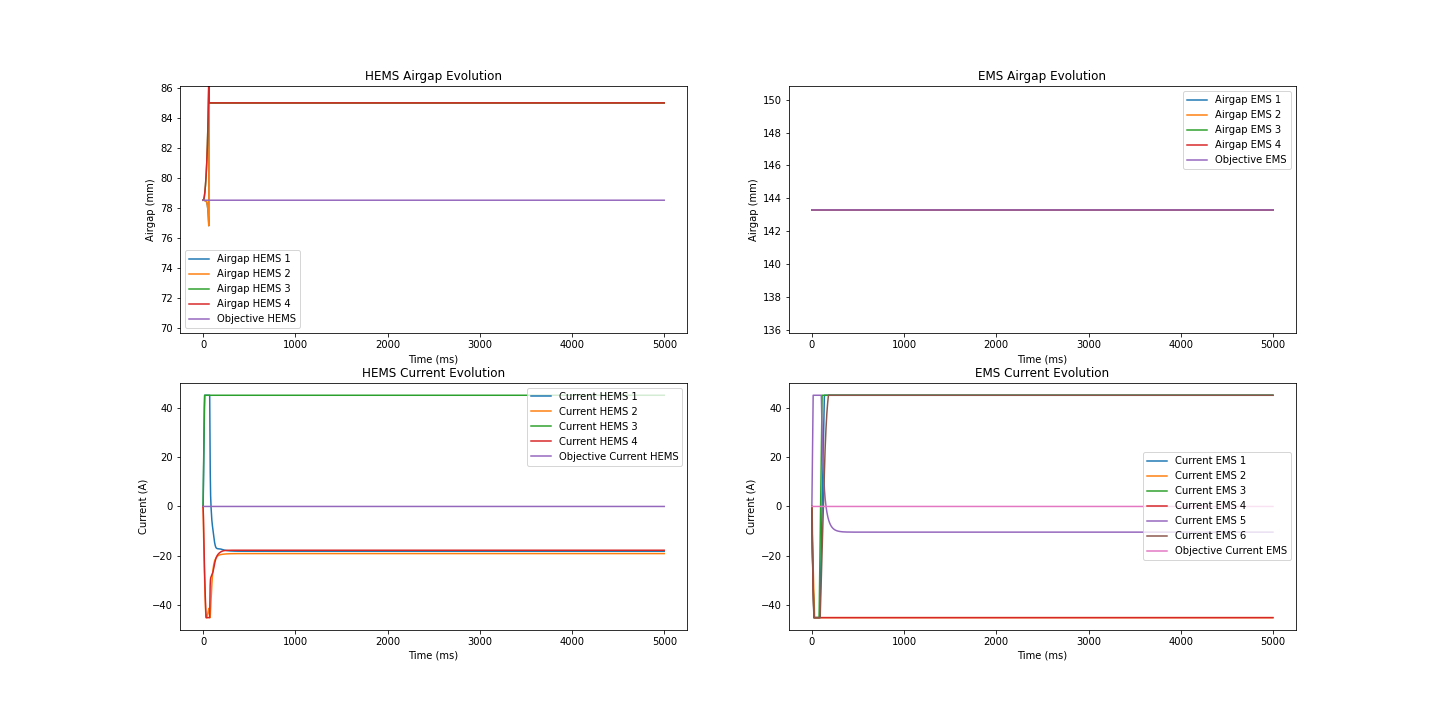 HEMS Airgap Evolution
86
84
82
80
78
76
74
72
70
Airgap (mm)
Airgap HEMS 1
Airgap HEMS 2
Airgap HEMS 3
Airgap HEMS 4
Objective HEMS
0 1000 2000 3000 4000 5000
Time (ms)
EMS Airgap Evolution
150
148
146
144
142
140
138
136
Airgap (mm)
Airgap EMS 1
Airgap EMS 2
Airgap EMS 3
Airgap EMS 4
Objective EMS
0 1000 2000 3000 4000 5000
Time (ms)
HEMS Current Evolution
40
20
0
−20
−40
Current (A)
Current HEMS 1
Current HEMS 2
Current HEMS 3
Current HEMS 4
Objective Current HEMS
0 1000 2000 3000 4000 5000
Time (ms)
EMS Current Evolution
40
20
0
−20
−40
Current (A)
Current EMS 1
Current EMS 2
Current EMS 3
Current EMS 4
Current EMS 5
Current EMS 6
Objective Current EMS
0 1000 2000 3000 4000 5000
Time (ms)